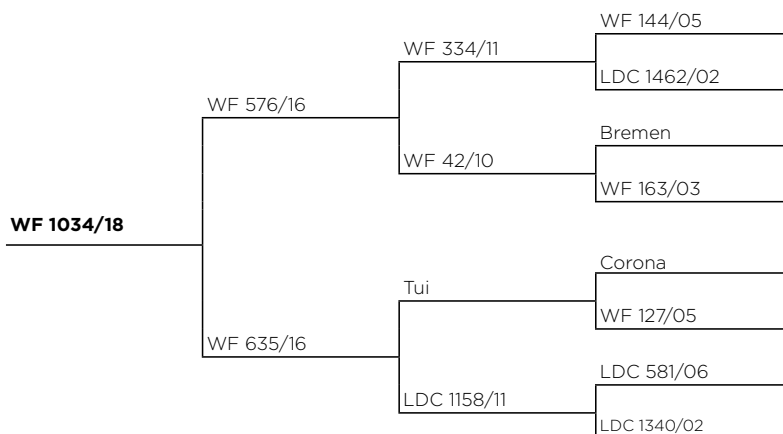 WF 144/05
WF 334/11
LDC 1462/02
WF 576/16
Bremen
WF 42/10
WF 163/03
WF 1034/18
Corona
Tui
WF 127/05
WF 635/16
LDC 581/06
LDC 1158/11
LDC 1340/02